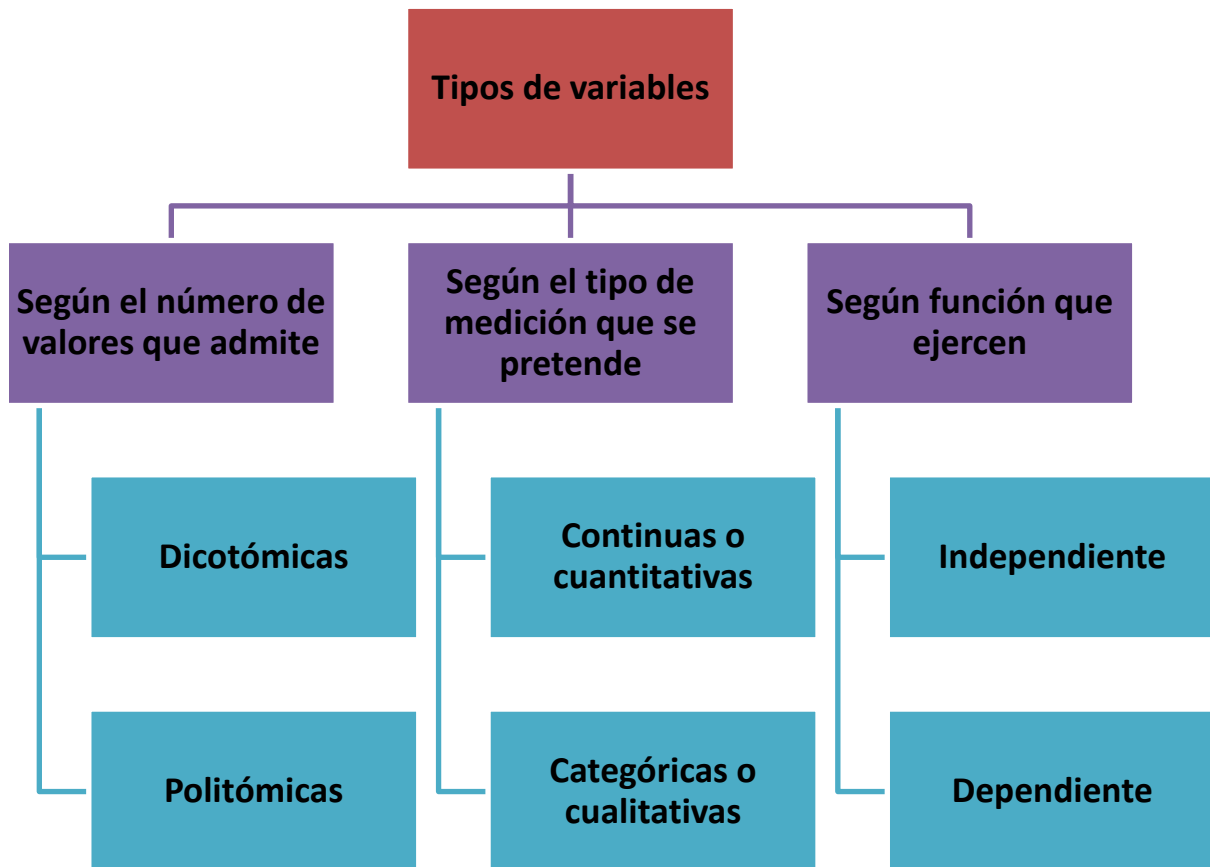 Tipos de variables
Según el número de
valores que admite
Según el tipo de
medición que se
pretende
Según función que
ejercen
Dicotómicas
Continuas o
cuantitativas
Independiente
Politómicas
Categóricas o
cualitativas
Dependiente